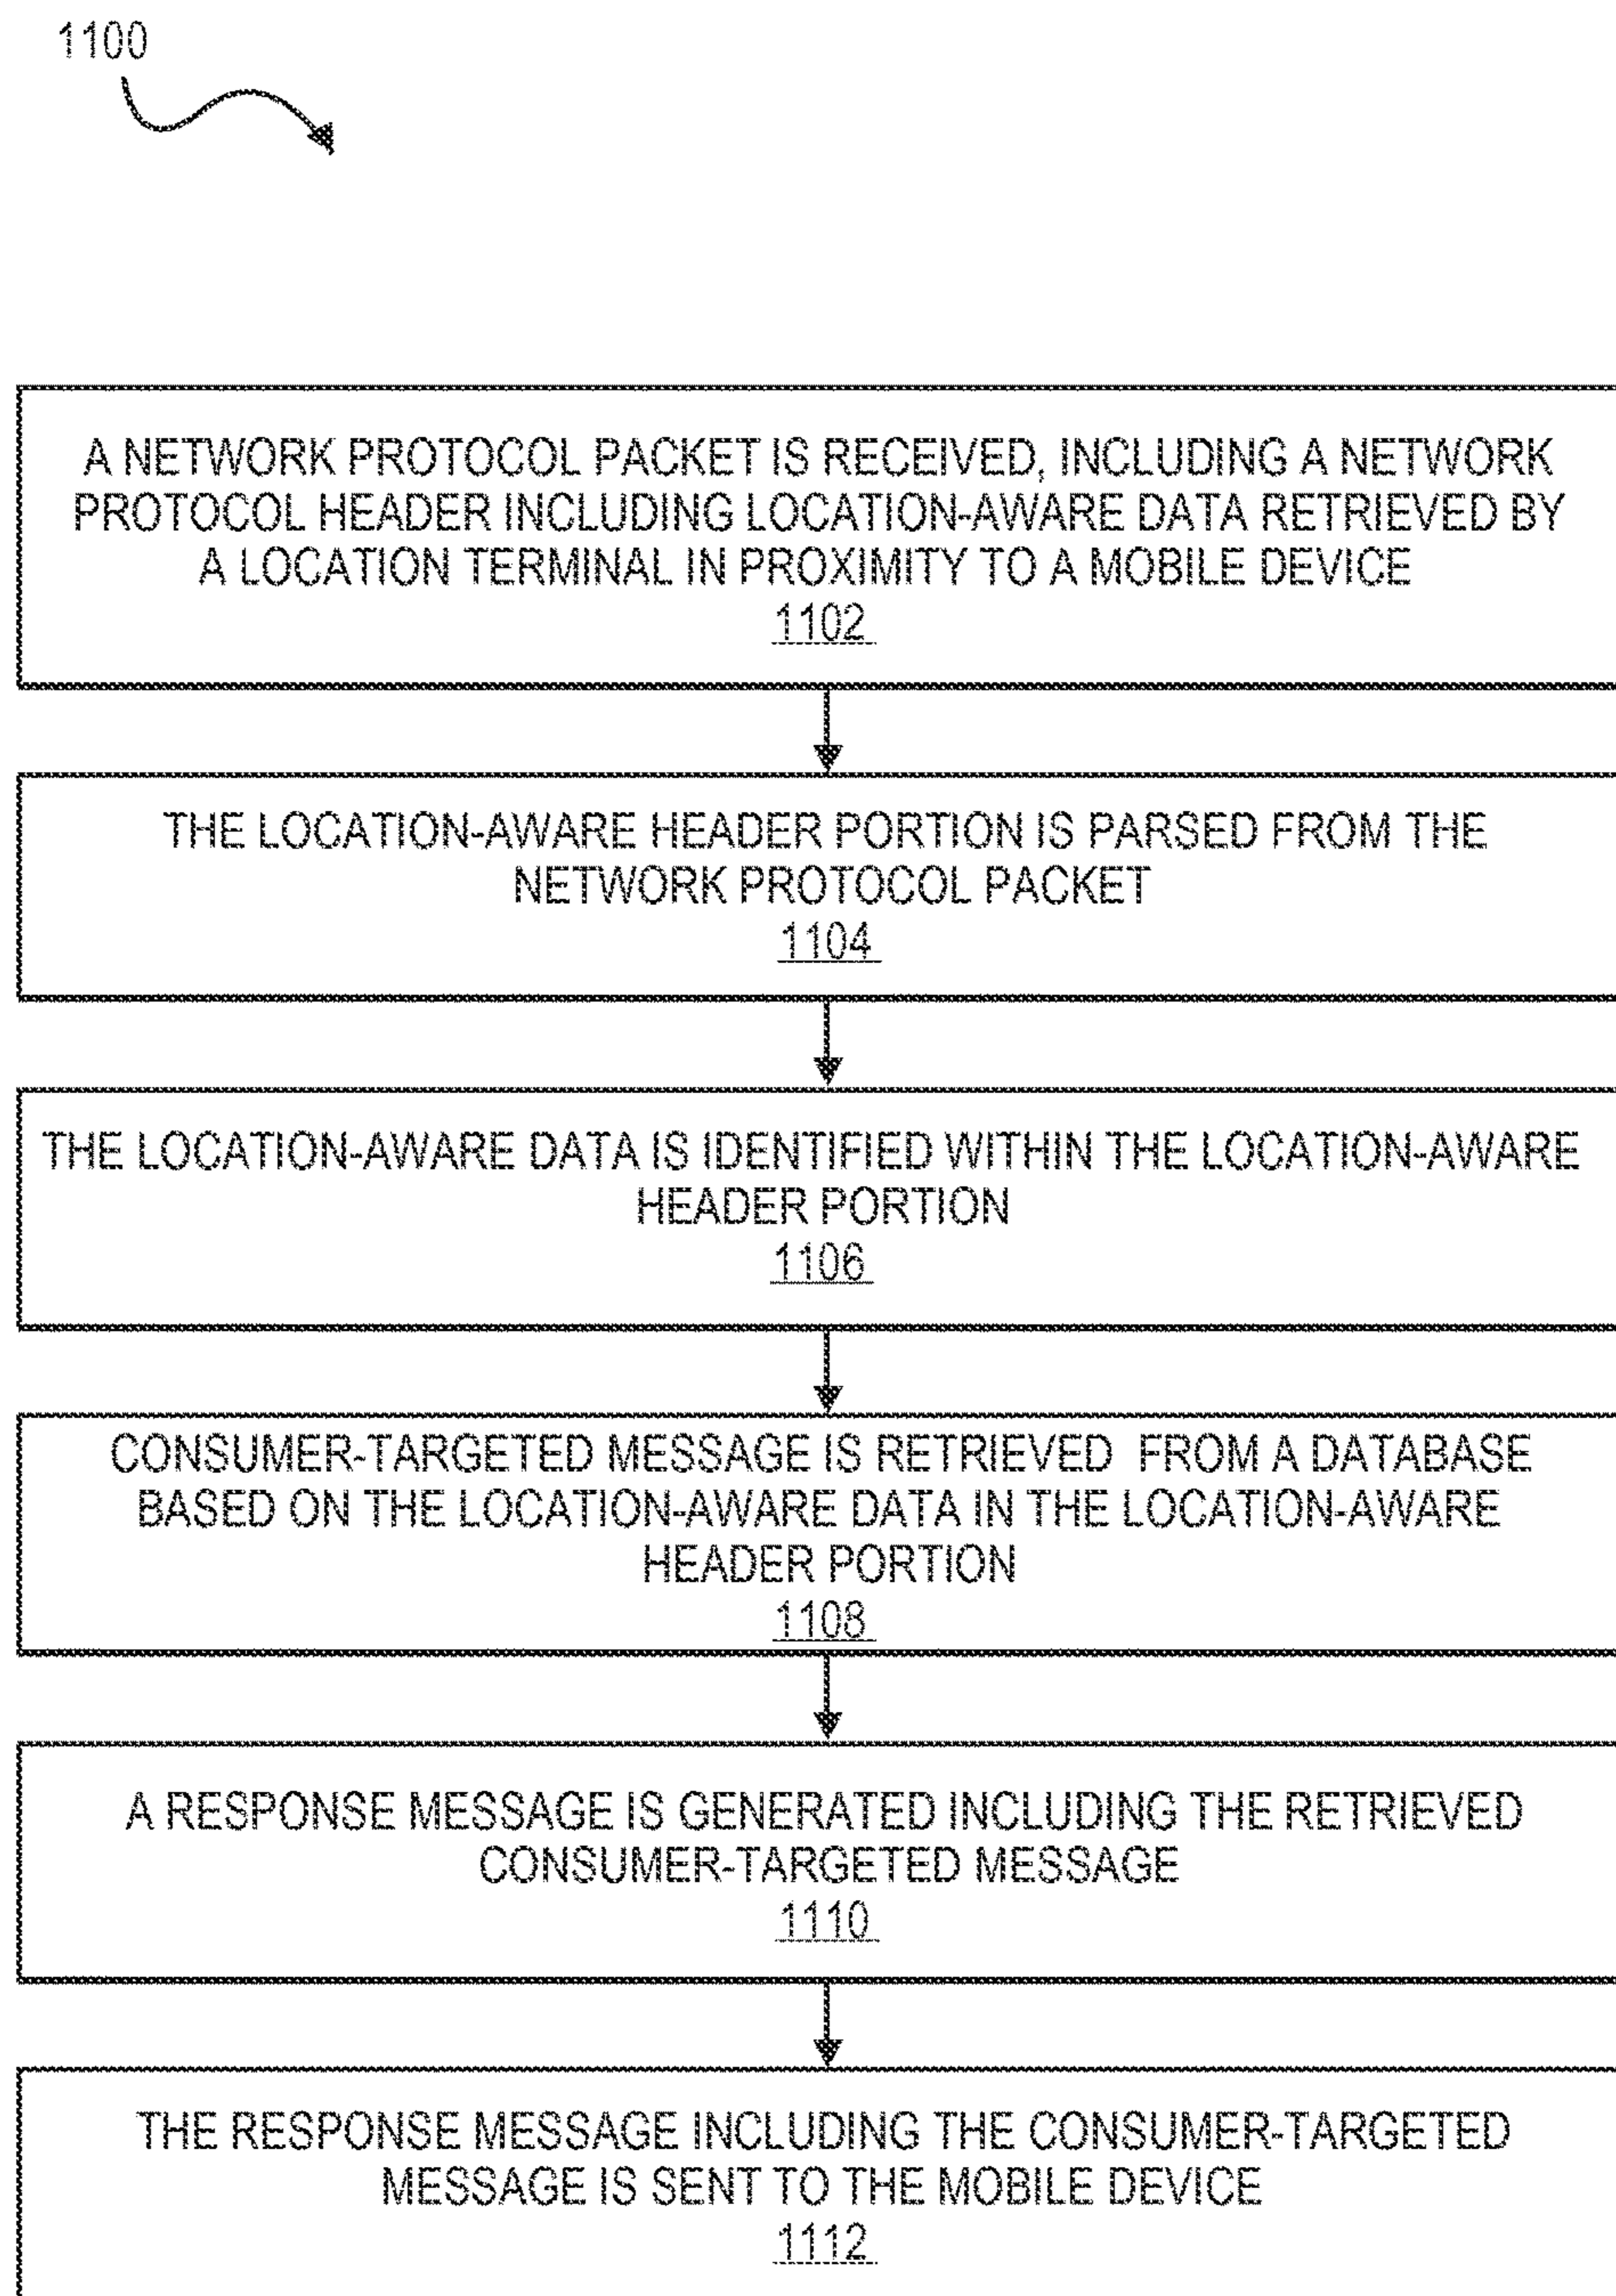 1100
A NETWORK PROTOCOL PACKET IS RECEIVED, INCLUDING A NETWORK
PROTOCOL HEADER INCLUDING LOCATION-AWARE DATA RETRIEVED BY
A LOCATION TERMINAL IN PROXIMITY TO A MOBILE DEVICE
1102
THE LOCATION-AWARE HEADER PORTION IS PARSED FROM THE
NETWORK PROTOCOL PACKET
1104
THE LOCATION-AWARE DATA IS IDENTIFIED WITHIN THE LOCATION-AWARE
HEADER PORTION
1106
CONSUMER-TARGETED MESSAGE IS RETRIEVED FROM A DATABASE
BASED ON THE LOCATION-AWARE DATA IN THE LOCATION-AWARE
HEADER PORTION
1108
A RESPONSE MESSAGE IS GENERATED INCLUDING THE RETRIEVED
CONSUMER-TARGETED MESSAGE
1110
THE RESPONSE MESSAGE INCLUDING THE CONSUMER-TARGETED
MESSAGE IS SENT TO THE MOBILE DEVICE
1112